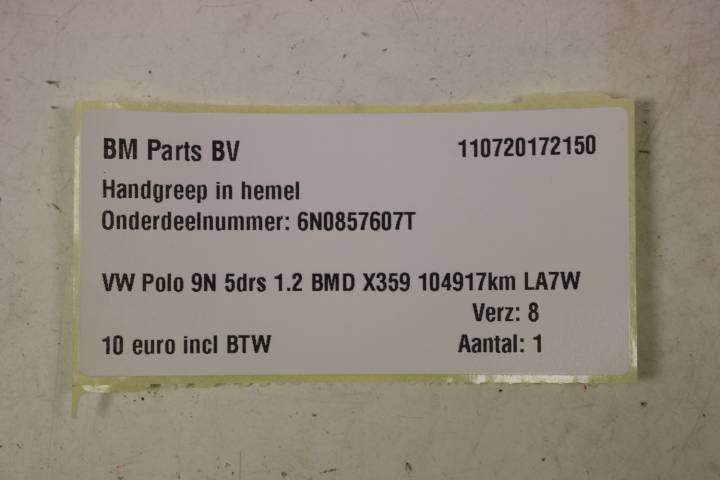 BM Parts BV 110720172150
Handgreep in hemel
Onderdeelnummer: 6N0857607T
VW Polo 9N 5drs 1.2 BMD X359 104917km LA7W
Verz: 8
10 euro incl BTW Aantal: 1